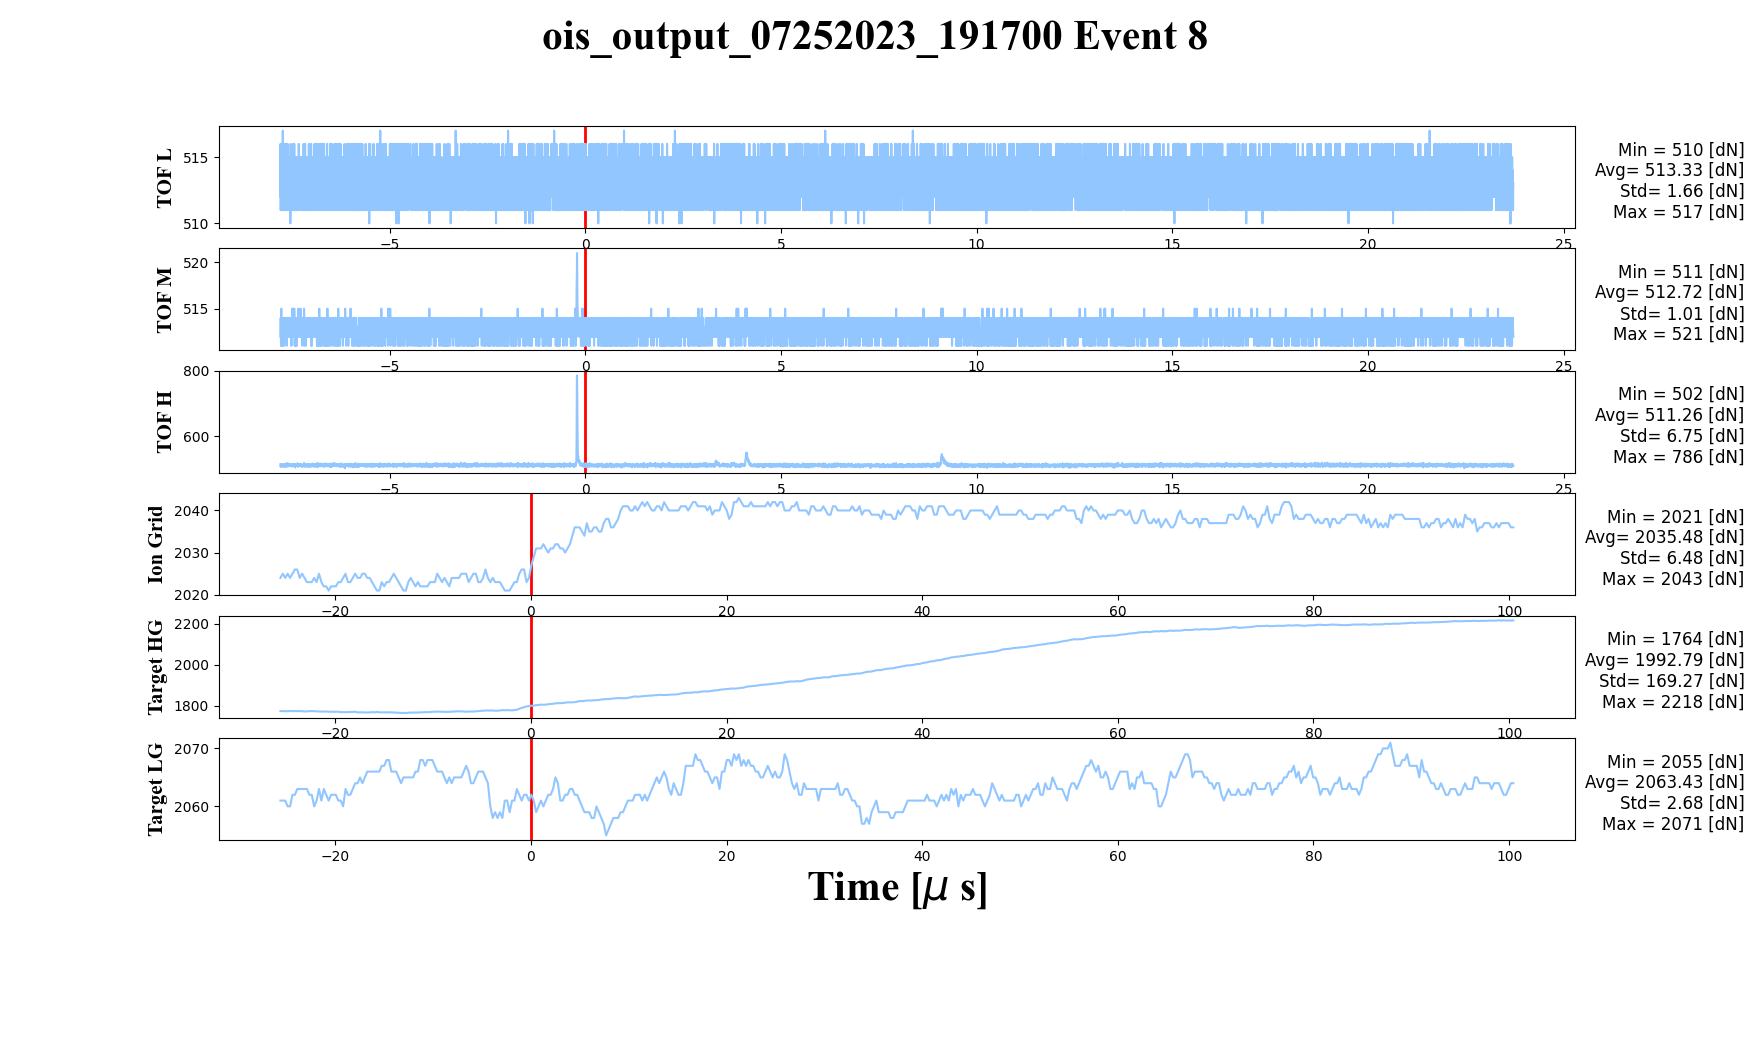 ois_output_07252023_191700 Event 8
TOF L
515
510
−5 0 5 10 15 20 25
Min = 510 [dN]
Avg= 513.33 [dN]
Std= 1.66 [dN]
Max = 517 [dN]
TOF M
520
515
−5 0 5 10 15 20 25
Min = 511 [dN]
Avg= 512.72 [dN]
Std= 1.01 [dN]
Max = 521 [dN]
TOF H
800
600
−5 0 5 10 15 20 25
Min = 502 [dN]
Avg= 511.26 [dN]
Std= 6.75 [dN]
Max = 786 [dN]
Ion Grid
2040
2030
2020
−20 0 20 40 60 80 100
Min = 2021 [dN]
Avg= 2035.48 [dN]
Std= 6.48 [dN]
Max = 2043 [dN]
Target HG
2200
2000
1800
−20 0 20 40 60 80 100
Min = 1764 [dN]
Avg= 1992.79 [dN]
Std= 169.27 [dN]
Max = 2218 [dN]
Target LG
2070
2060
−20 0 20 40 60 80 100
Min = 2055 [dN]
Avg= 2063.43 [dN]
Std= 2.68 [dN]
Max = 2071 [dN]
Time [μ s]